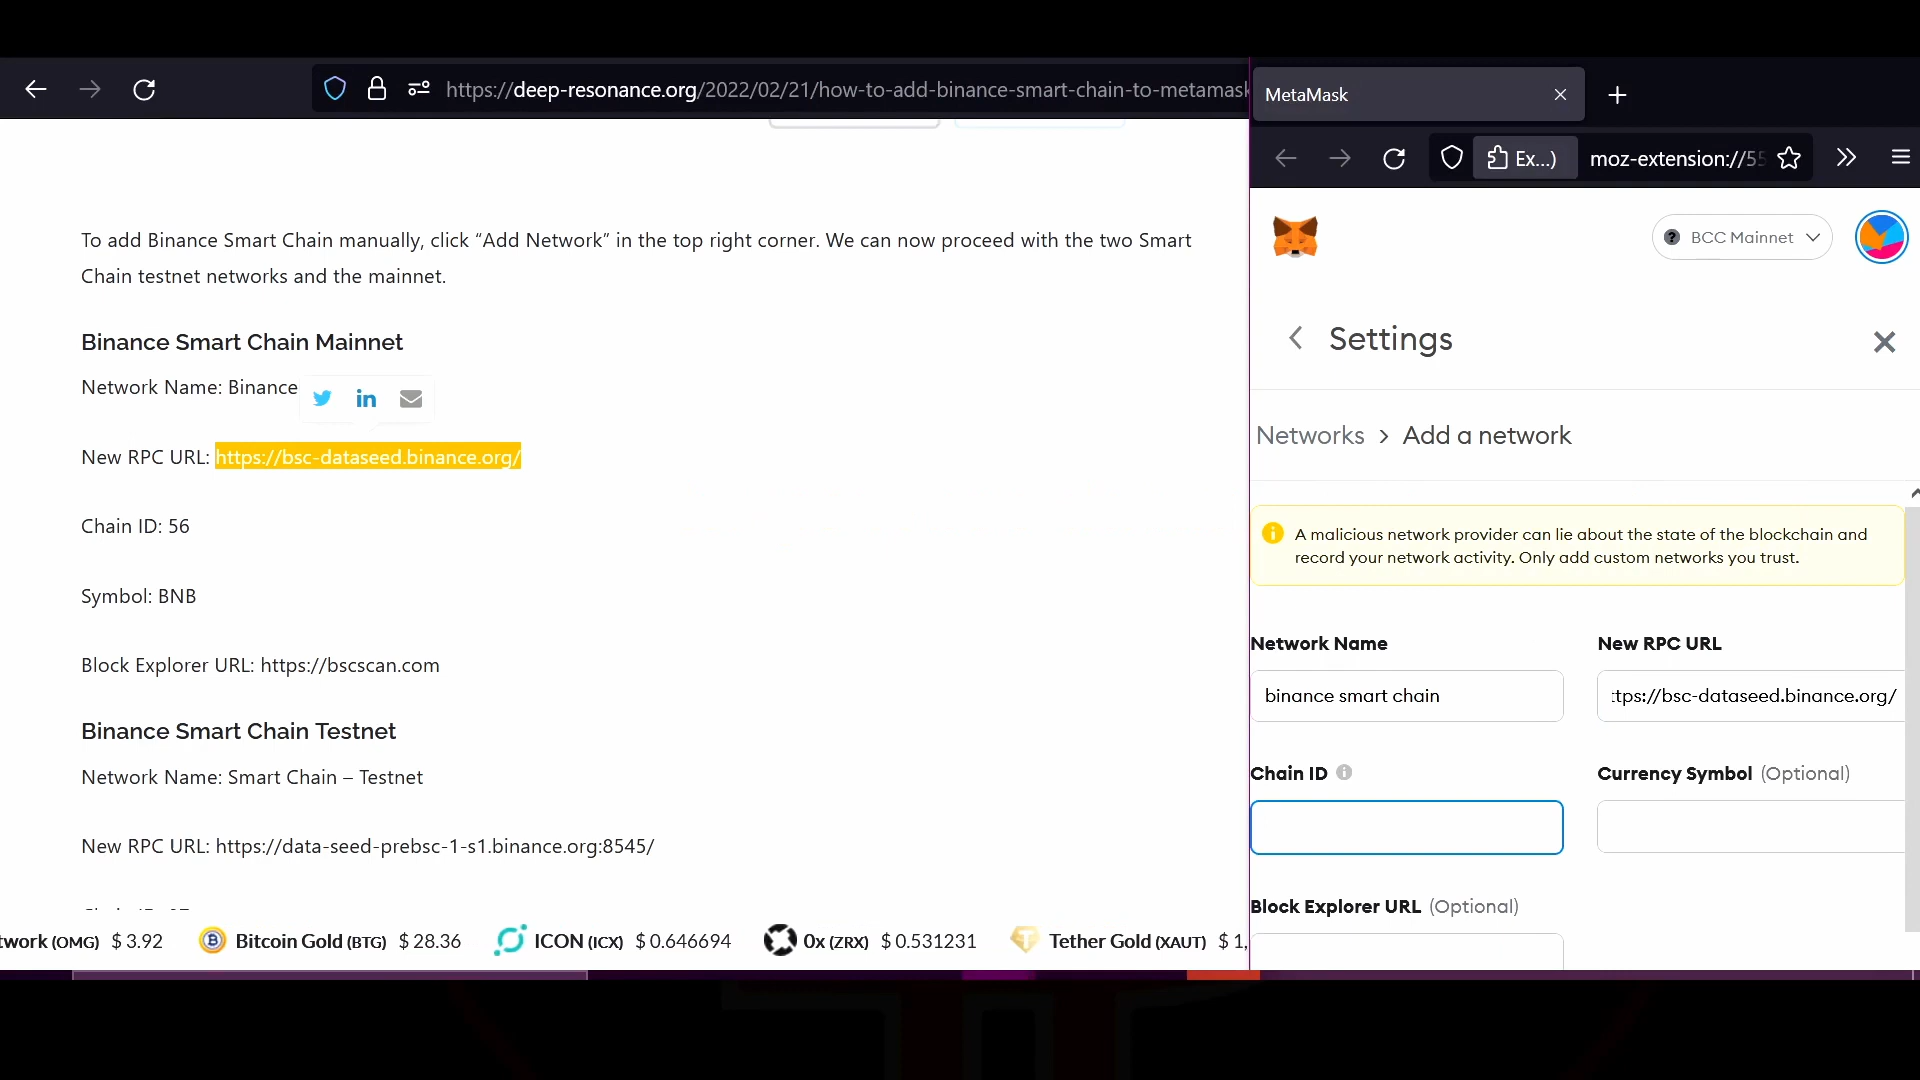 https://deep-resonance.org/2022/02/21/how-to-add-binance-smart-chain-to-metamask
To add Binance Smart Chain manually, click “Add Network” in the top right corner. We can now proceed with the two Smart
Chain testnet networks and the mainnet.
Binance Smart Chain Mainnet
Network Name: Binance
New RPC URL: https://bsc-dataseed.binance.org/
Chain ID: 56
Symbol: BNB
Block Explorer URL: https://bscscan.com
Binance Smart Chain Testnet
Network Name: Smart Chain – Testnet
New RPC URL: https://data-seed-prebsc-1-s1.binance.org:8545/
twork (OMG) $ 3.92 Bitcoin Gold (BTG) $ 28.36 ICON (ICX) $ 0.646694 0x (ZRX) $ 0.531231 Tether Gold (XAUT) $ 1,
MetaMask
Ex...) moz-extension://55
BCC Mainnet
Settings
Networks > Add a network
A malicious network provider can lie about the state of the blockchain and
record your network activity. Only add custom networks you trust.
Network Name
binance smart chain
New RPC URL
ttps://bsc-dataseed.binance.org/
Chain ID
Currency Symbol (Optional)
Block Explorer URL (Optional)